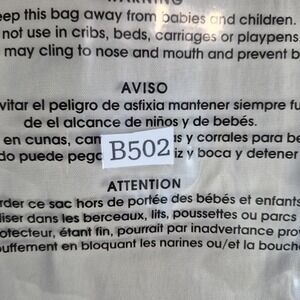 WARNING
eep this bag away from babies and children.
not use in cribs, beds, carriages or playpens
may cling to nose and mouth and prevent b
AVISO
vitar el peligro de asfixia mantener siempre fu
de el alcance de niños y de bebés.
en cunas, car s y corrales para be
do puede pega iz y boca y detener
B502
ATTENTION
rder ce sac hors de portée des bébés et enfants
liser dans les berceaux, lits, poussettes ou parcs
rotecteur, étant fin, pourrait par inadvertance pro
ouffement en bloquant les narines ou/et la bouche